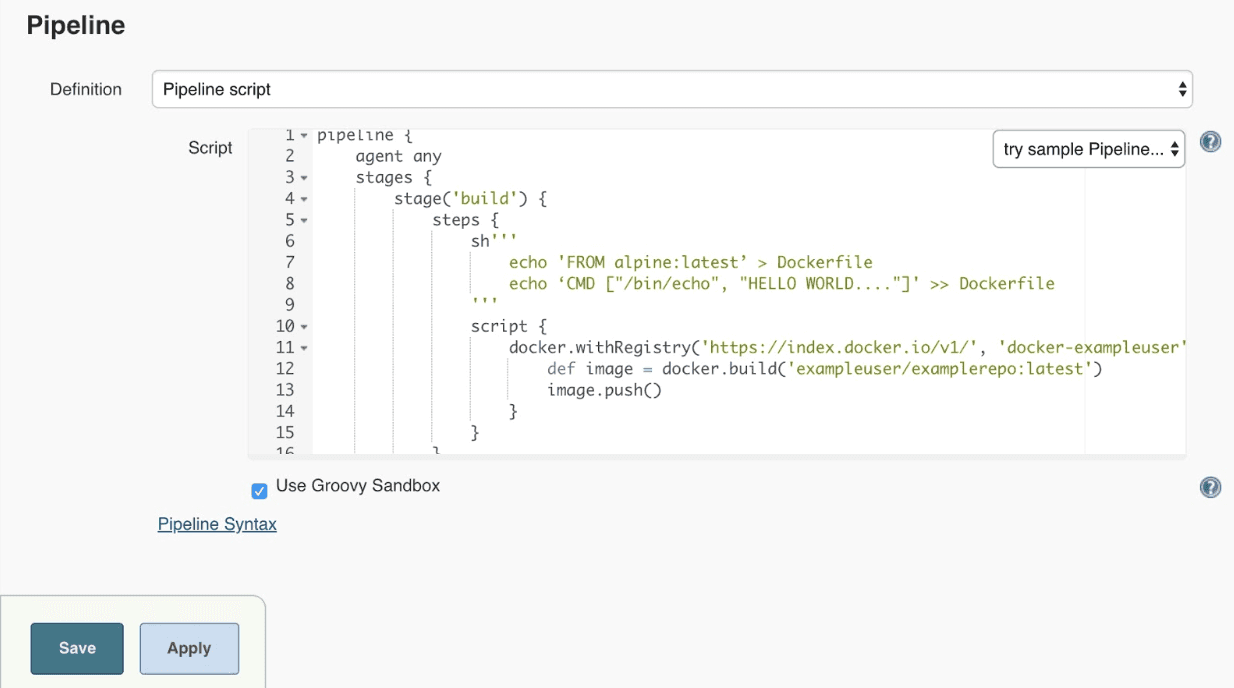 Pipeline
Definition
Pipeline script
Script
try sample Pipeline...
1 pipeline {
2 agent any
3 stages {
4 stage('build') {
5 steps {
6 sh'''
7 echo 'FROM alpine:latest’ > Dockerfile
8 echo ‘CMD ["/bin/echo", "HELLO WORLD...."]' >> Dockerfile
9 '''
10 script {
11 docker.withRegistry('https://index.docker.io/v1/', 'docker-exampleuser'
12 def image = docker.build('exampleuser/examplerepo:latest')
13 image.push()
14 }
15 }
16 }
Use Groovy Sandbox
Pipeline Syntax
Save
Apply